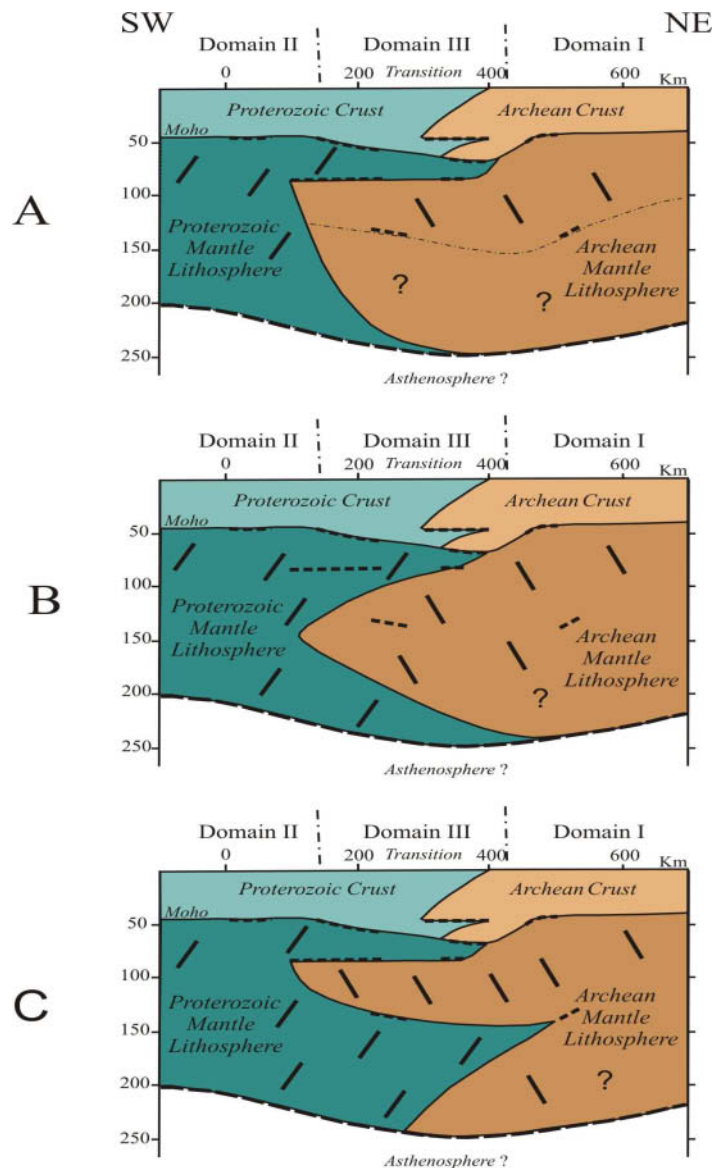 SW NE
Domain II Domain III Domain I
0 200 Transition 400 600 Km
Proterozoic Crust Archean Crust
Moho
50
100
A
Proterozoic
Mantle
Lithosphere
150
Archean
Mantle
Lithosphere
? ?
200
250
Asthenosphere ?
Domain II Domain III Domain I
0 200 Transition 400 600 Km
Proterozoic Crust Archean Crust
Moho
50
100
B
Proterozoic
Mantle
Lithosphere
150
Archean
Mantle
Lithosphere
?
200
250
Asthenosphere ?
Domain II Domain III Domain I
0 200 Transition 400 600 Km
Proterozoic Crust Archean Crust
Moho
50
100
C
Proterozoic
Mantle
Lithosphere
150
Archean
Mantle
Lithosphere
?
200
250
Asthenosphere ?